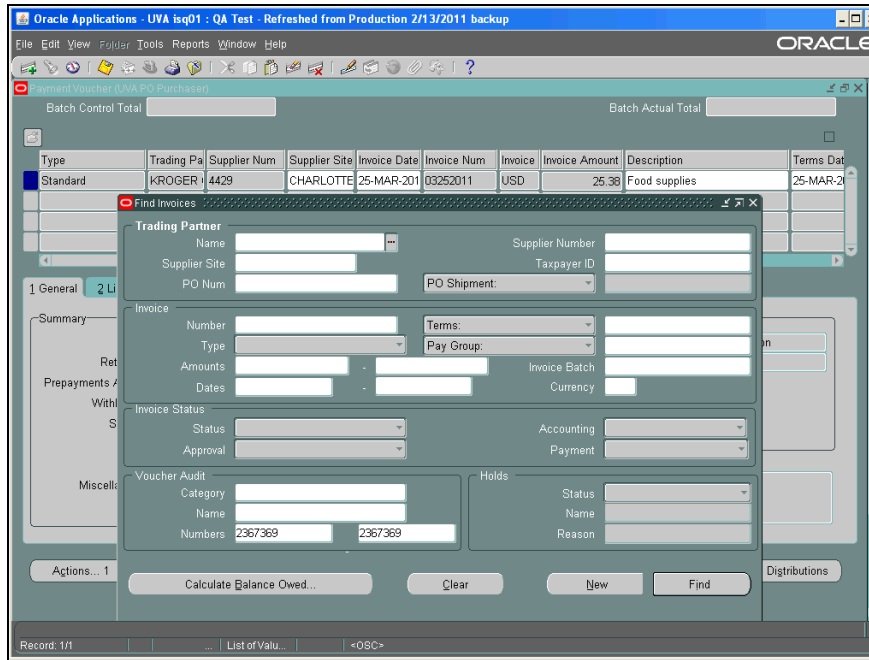 Oracle Applications - UVA isq01 : QA Test - Refreshed from Production 2/13/2011 backup
File Edit View Folder Tools Reports Window Help
ORACLE
Payment Voucher (UVA PO Purchaser)
Batch Control Total Batch Actual Total
Type Trading Pa Supplier Num Supplier Site Invoice Date Invoice Num Invoice Invoice Amount Description Terms Dat
Standard KROGER 4429 CHARLOTTE 25-MAR-201 03252011 USD 25.38 Food supplies 25-MAR-2
Find Invoices
Trading Partner
Name Supplier Number
Supplier Site Taxpayer ID
PO Num PO Shipment:
1 General 2 Li
Invoice
Summary
Number Terms:
Type Pay Group:
Ret Amounts - Invoice Batch
Prepayments A Dates - Currency
Withl
Invoice Status
S Status Accounting
Approval Payment
Voucher Audit Holds
Miscella Category Status
Name Name
Numbers 2367369 2367369 Reason
Actions... 1 Calculate Balance Owed... Clear New Find Distributions
Record: 1/1 ... List of Valu... <OSC>